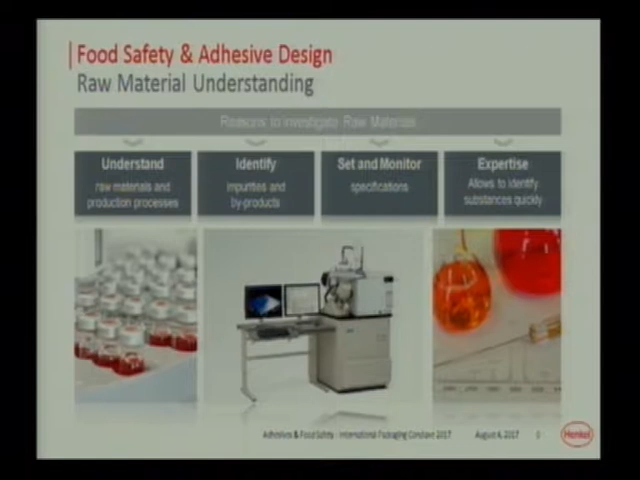 Food Safety & Adhesive Design
Raw Material Understanding
Reasons to investigate Raw Materials
Understand
raw materials and
production processes
Identify
impurities and
by-products
Set and Monitor
specifications
Expertise
Allows to identify
substances quickly
Adhesives & Food Safety - International Packaging Conclave 2017
August 4, 2017
Henkel